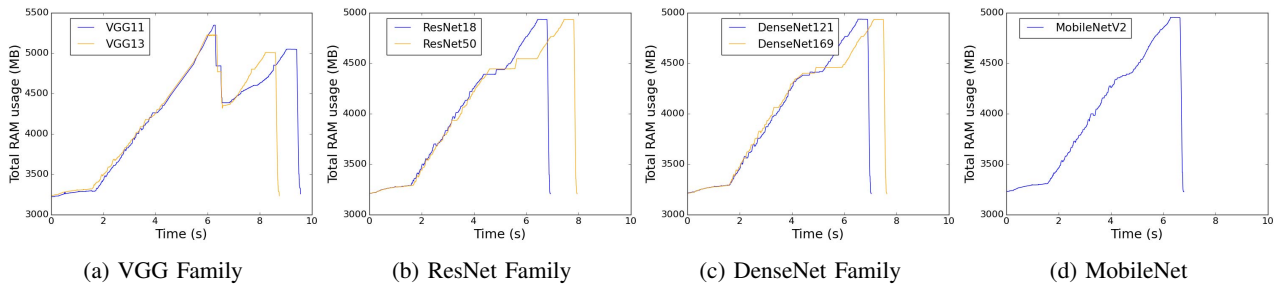 5500
5000
4500
4000
3500
3000
Total RAM usage (MB)
VGG11
VGG13
0 2 4 6 8 10
Time (s)
(a) VGG Family
5000
4500
4000
3500
3000
Total RAM usage (MB)
ResNet18
ResNet50
0 2 4 6 8 10
Time (s)
(b) ResNet Family
5000
4500
4000
3500
3000
Total RAM usage (MB)
DenseNet121
DenseNet169
0 2 4 6 8 10
Time (s)
(c) DenseNet Family
5000
4500
4000
3500
3000
Total RAM usage (MB)
MobileNetV2
0 2 4 6 8 10
Time (s)
(d) MobileNet